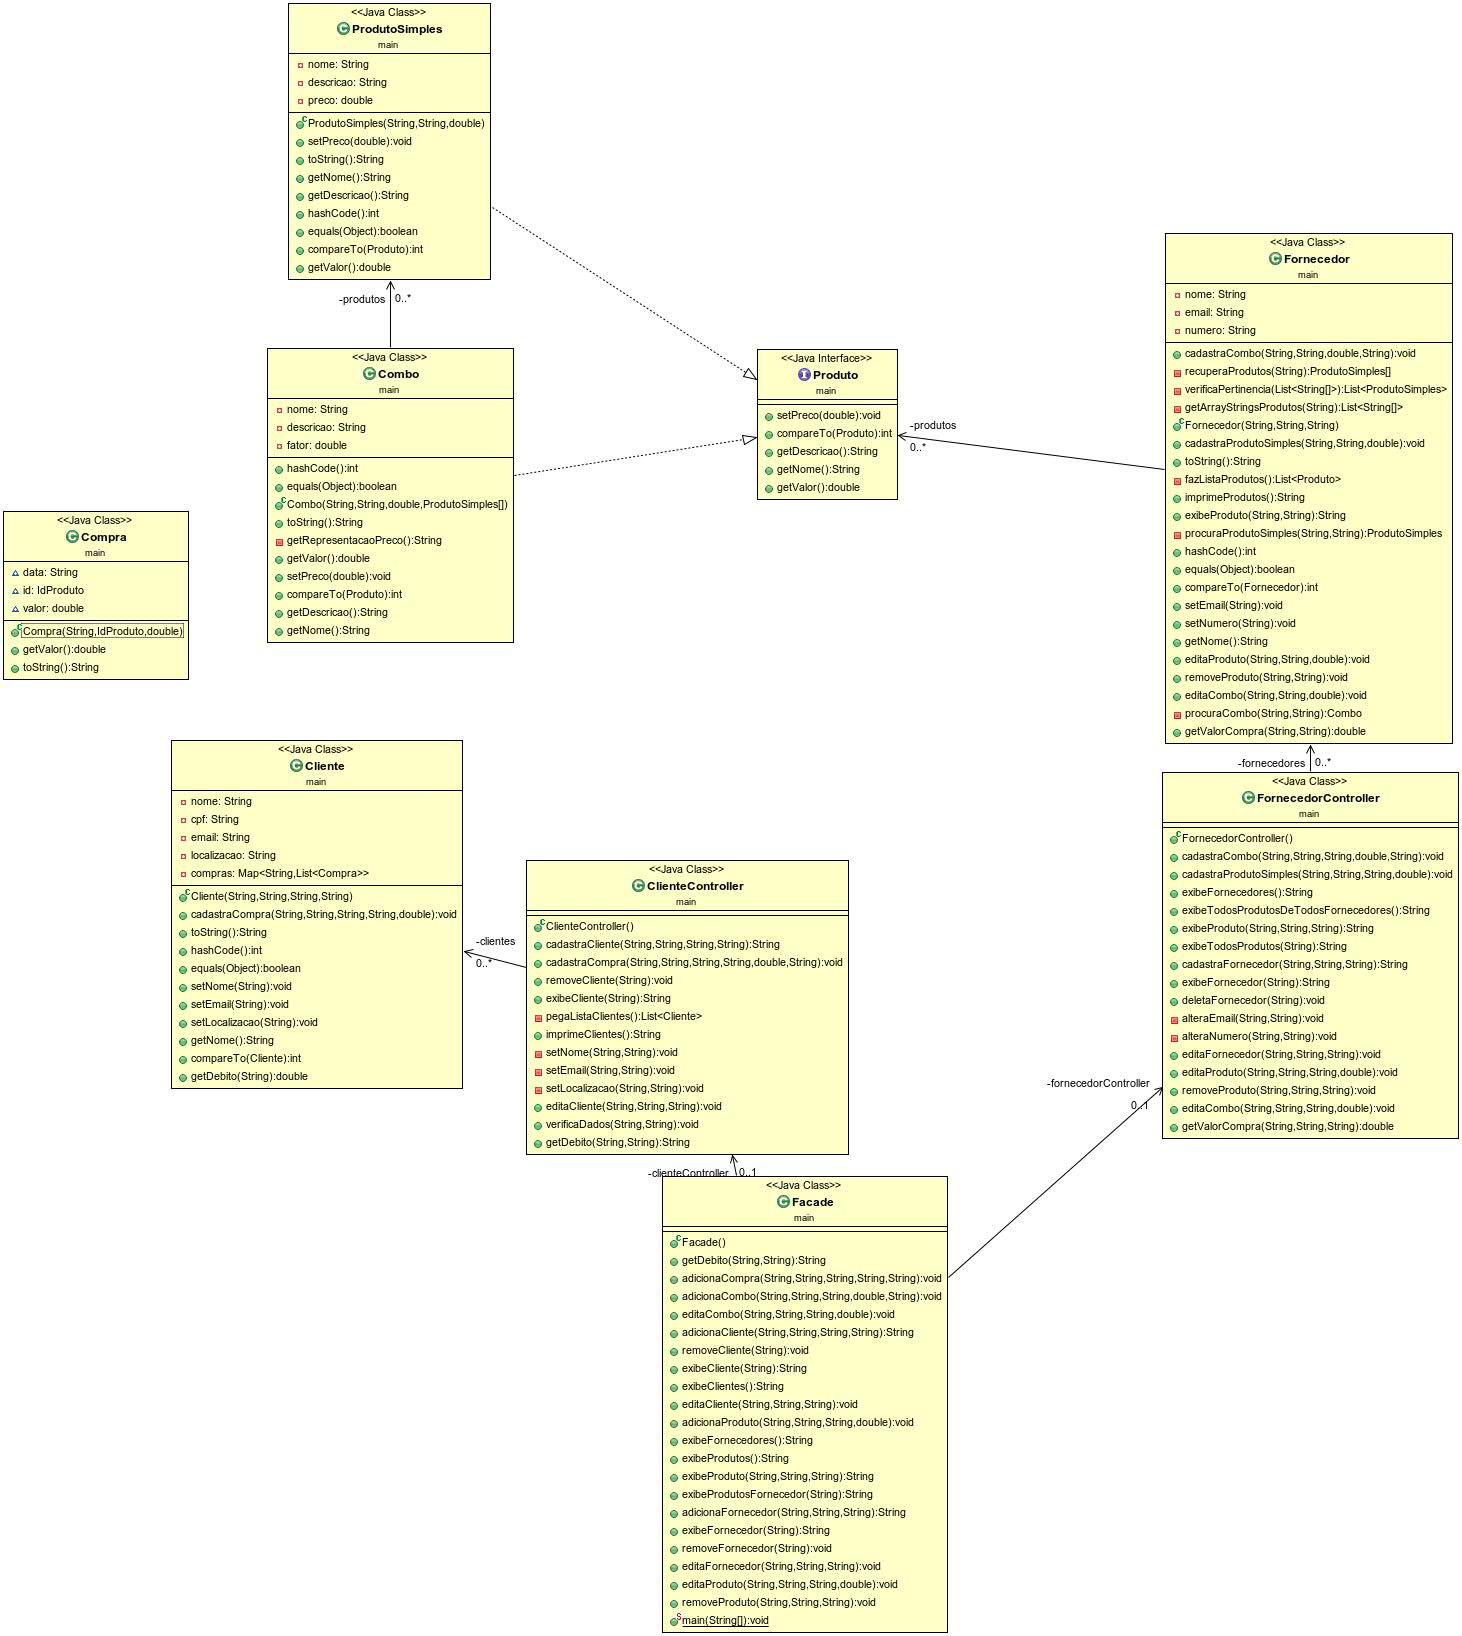 <<Java Class>>
ProdutoSimples
main
nome: String
descricao: String
preco: double
ProdutoSimples(String,String,double)
setPreco(double):void
toString():String
getNome():String
getDescricao():String
hashCode():int
equals(Object):boolean
compareTo(Produto):int
getValor():double
-produtos
0..*
<<Java Class>>
Combo
main
nome: String
descricao: String
fator: double
hashCode():int
equals(Object):boolean
Combo(String,String,double,ProdutoSimples[])
toString():String
getRepresentacaoPreco():String
getValor():double
setPreco(double):void
compareTo(Produto):int
getDescricao():String
getNome():String
<<Java Interface>>
Produto
main
setPreco(double):void
compareTo(Produto):int
getDescricao():String
getNome():String
getValor():double
-produtos
0..*
<<Java Class>>
Fornecedor
main
nome: String
email: String
numero: String
cadastraCombo(String,String,double,String):void
recuperaProdutos(String):ProdutoSimples[]
verificaPertinencia(List<String[]>):List<ProdutoSimples>
getArrayStringsProdutos(String):List<String[]>
Fornecedor(String,String,String)
cadastraProdutoSimples(String,String,double):void
toString():String
fazListaProdutos():List<Produto>
imprimeProdutos():String
exibeProduto(String,String):String
procuraProdutoSimples(String,String):ProdutoSimples
hashCode():int
equals(Object):boolean
compareTo(Fornecedor):int
setEmail(String):void
setNumero(String):void
getNome():String
editaProduto(String,String,double):void
removeProduto(String,String):void
editaCombo(String,String,double):void
procuraCombo(String,String):Combo
getValorCompra(String,String):double
-fornecedores
0..*
<<Java Class>>
Compra
main
data: String
id: IdProduto
valor: double
Compra(String,IdProduto,double)
getValor():double
toString():String
<<Java Class>>
Cliente
main
nome: String
cpf: String
email: String
localizacao: String
compras: Map<String,List<Compra>>
Cliente(String,String,String,String)
cadastraCompra(String,String,String,String,double):void
toString():String
hashCode():int
equals(Object):boolean
setNome(String):void
setEmail(String):void
setLocalizacao(String):void
getNome():String
compareTo(Cliente):int
getDebito(String):double
-clientes
0..*
<<Java Class>>
ClienteController
main
ClienteController()
cadastraCliente(String,String,String,String):String
cadastraCompra(String,String,String,String,double,String):void
removeCliente(String):void
exibeCliente(String):String
pegaListaClientes():List<Cliente>
imprimeClientes():String
setNome(String,String):void
setEmail(String,String):void
setLocalizacao(String,String):void
editaCliente(String,String,String):void
verificaDados(String,String):void
getDebito(String,String):String
<<Java Class>>
FornecedorController
main
FornecedorController()
cadastraCombo(String,String,String,double,String):void
cadastraProdutoSimples(String,String,String,double):void
exibeFornecedores():String
exibeTodosProdutosDeTodosFornecedores():String
exibeProduto(String,String,String):String
exibeTodosProdutos(String):String
cadastraFornecedor(String,String,String):String
exibeFornecedor(String):String
deletaFornecedor(String):void
alteraEmail(String,String):void
alteraNumero(String,String):void
editaFornecedor(String,String,String):void
editaProduto(String,String,String,double):void
removeProduto(String,String,String):void
editaCombo(String,String,String,double):void
getValorCompra(String,String,String):double
-fornecedorController
0..1
-clienteController
0..1
<<Java Class>>
Facade
main
Facade()
getDebito(String,String):String
adicionaCompra(String,String,String,String,String):void
adicionaCombo(String,String,String,double,String):void
editaCombo(String,String,String,double):void
adicionaCliente(String,String,String,String):String
removeCliente(String):void
exibeCliente(String):String
exibeClientes():String
editaCliente(String,String,String):void
adicionaProduto(String,String,String,double):void
exibeFornecedores():String
exibeProdutos():String
exibeProduto(String,String,String):String
exibeProdutosFornecedor(String):String
adicionaFornecedor(String,String,String):String
exibeFornecedor(String):String
removeFornecedor(String):void
editaFornecedor(String,String,String):void
editaProduto(String,String,String,double):void
removeProduto(String,String,String):void
main(String[]):void